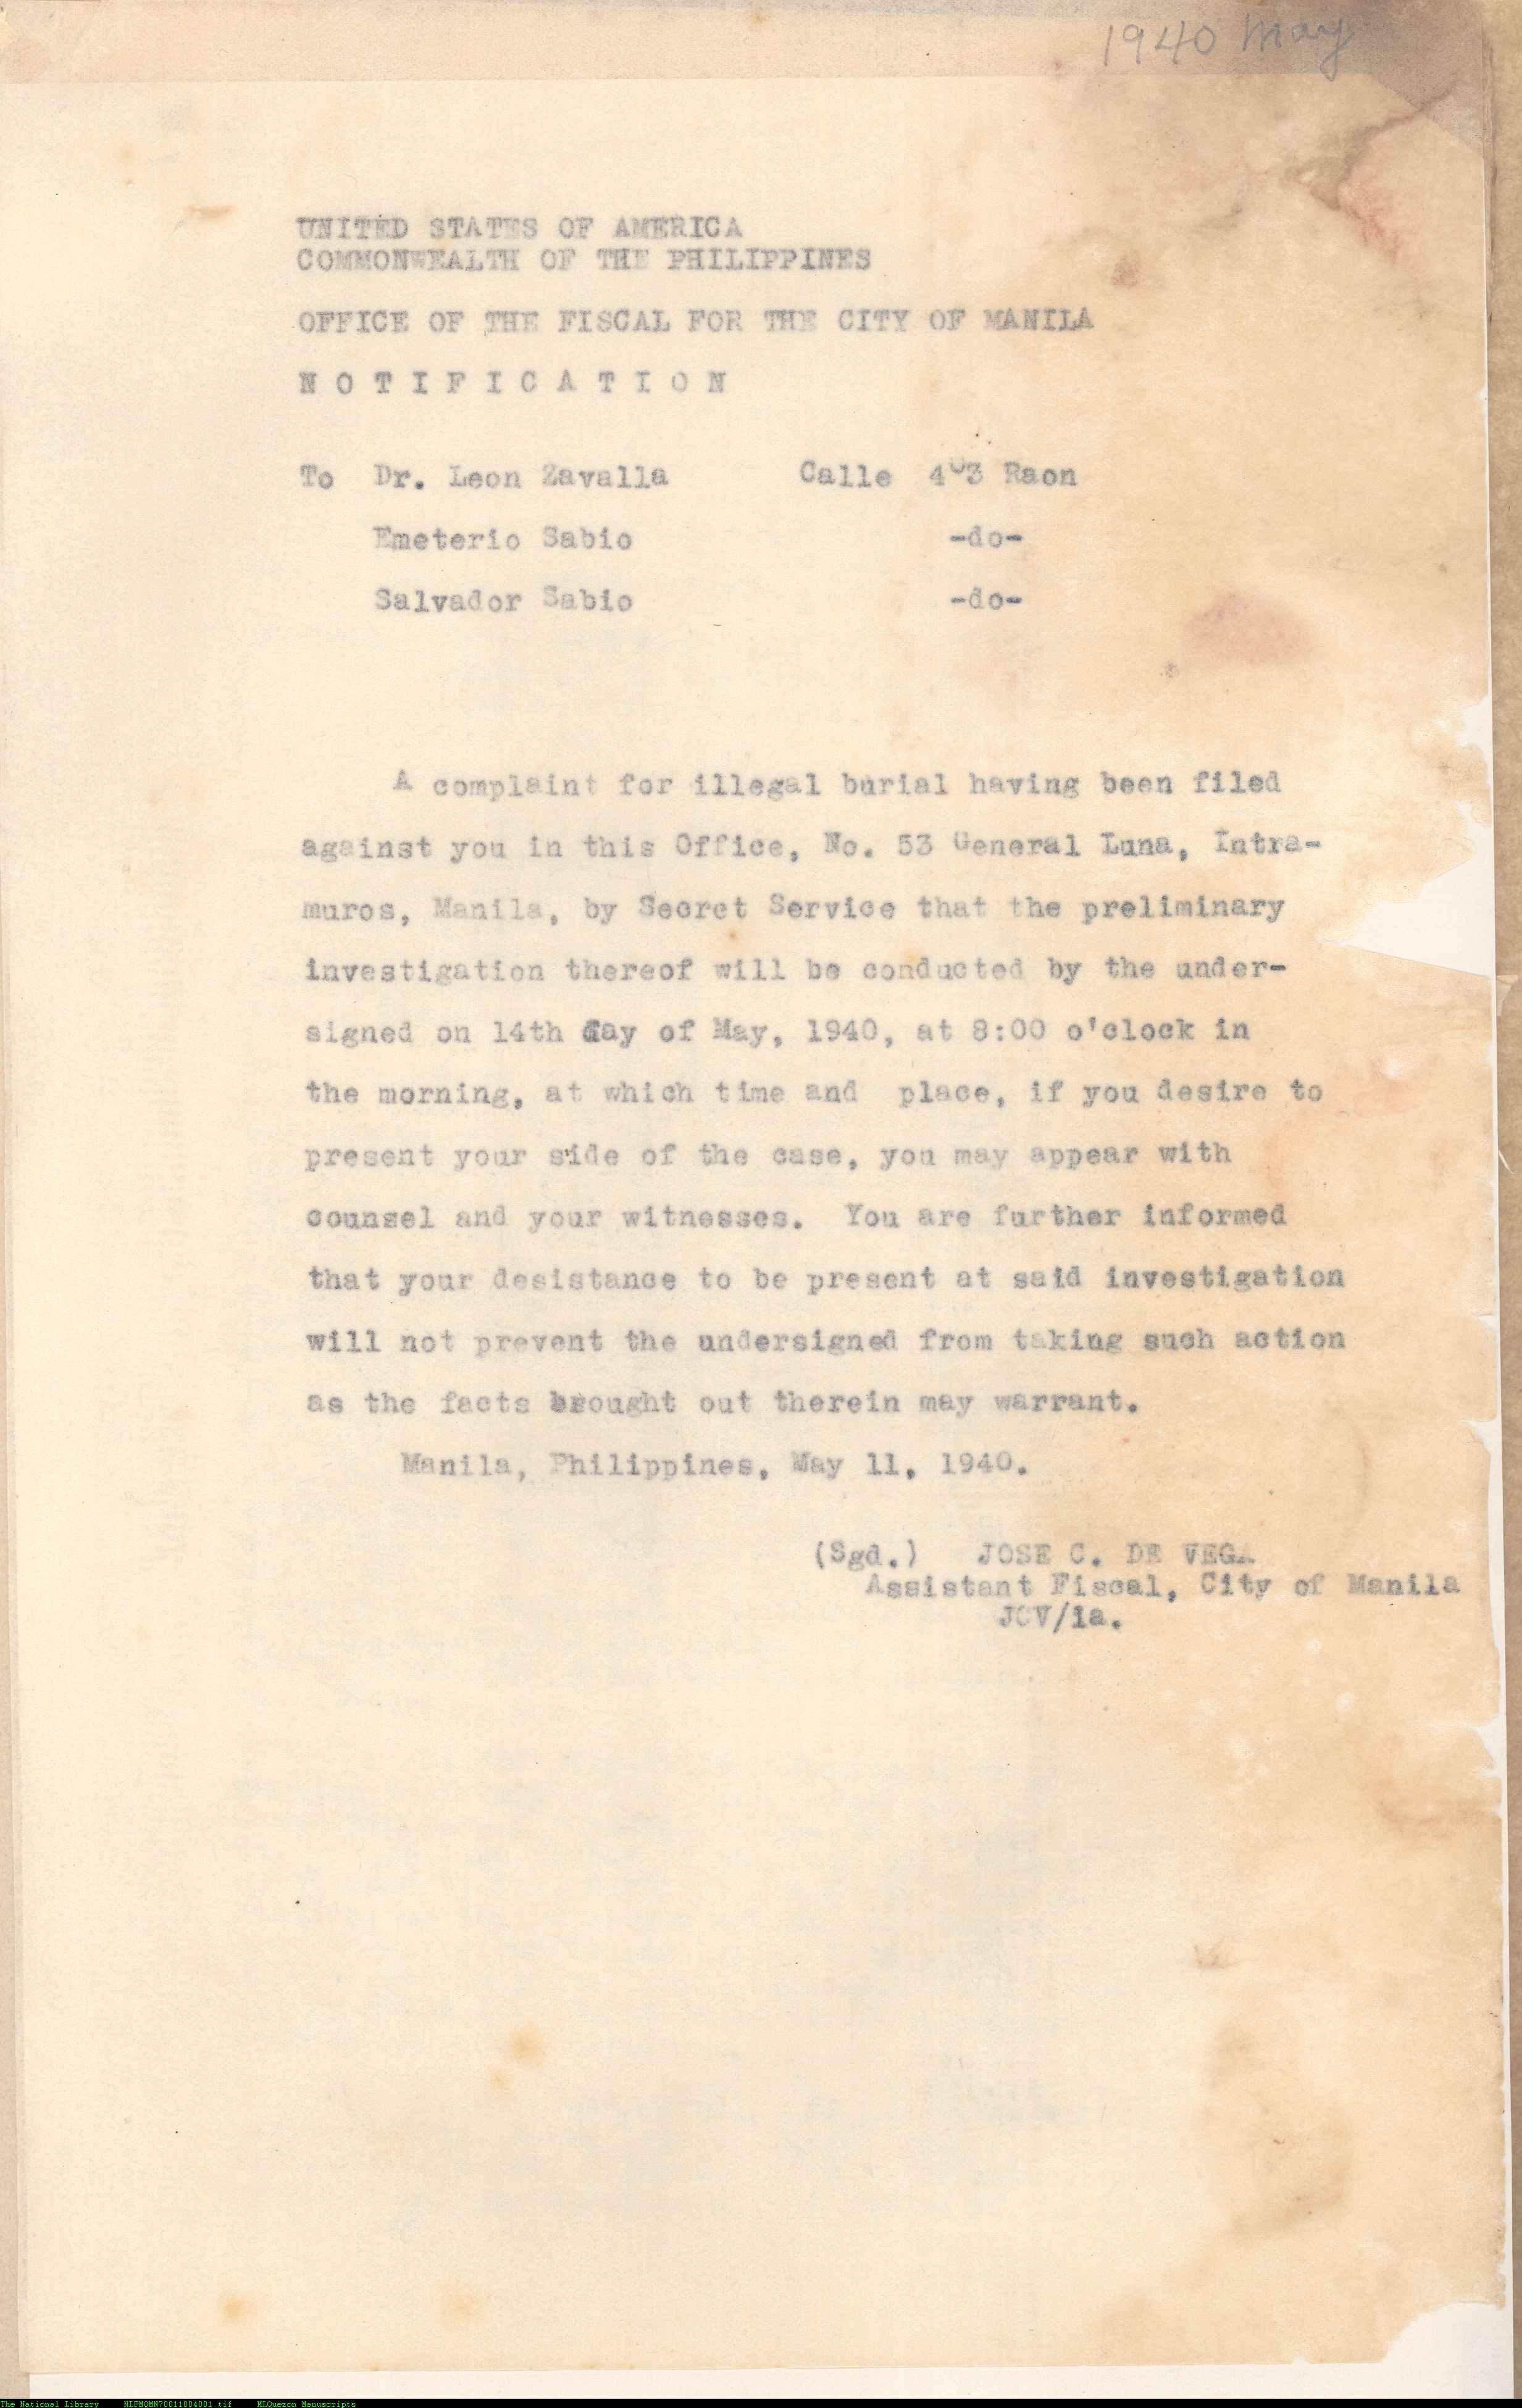 1940 May
UNITED STATES OF AMERICA
COMMONWEALTH OF THE PHILIPPINES
OFFICE OF THE FISCAL FOR THE CITY OF MANILA
N O T I F I C A T I O N
To Dr. Leon Zavalla Calle 403 Raon
Emeterio Sabio -do-
Salvador Sabio -do-
A complaint for illegal burial having been filed
against you in this Office, No. 53 General Luna, Intra-
muros, Manila, by Secret Service that the preliminary
investigation thereof will be conducted by the under-
signed on 14th day of May, 1940, at 8:00 o'clock in
the morning, at which time and place, if you desire to
present your side of the case, you may appear with
counsel and your witnesses. You are further informed
that your desistance to be present at said investigation
will not prevent the undersigned from taking such action
as the facts brought out therein may warrant.
Manila, Philippines, May 11, 1940.
(Sgd.) JOSE C. DE VEGA
Assistant Fiscal, City of Manila
JCV/ia.
The National Library NLPMQMN70011004001.tif MLQuezon Manuscripts